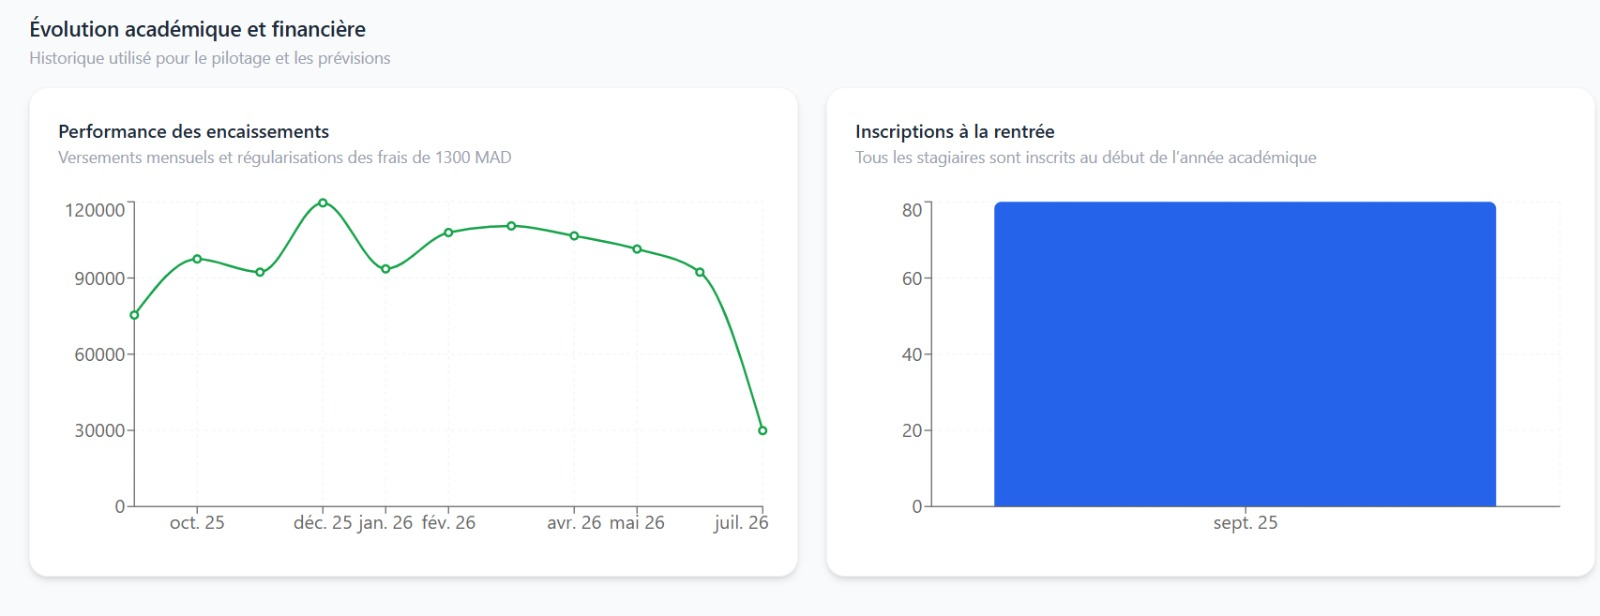 Évolution académique et financière
Historique utilisé pour le pilotage et les prévisions
Performance des encaissements
Versements mensuels et régularisations des frais de 1300 MAD
120000
90000
60000
30000
0
oct. 25 déc. 25 jan. 26 fév. 26 avr. 26 mai 26 juil. 26
Inscriptions à la rentrée
Tous les stagiaires sont inscrits au début de l'année académique
80
60
40
20
0
sept. 25